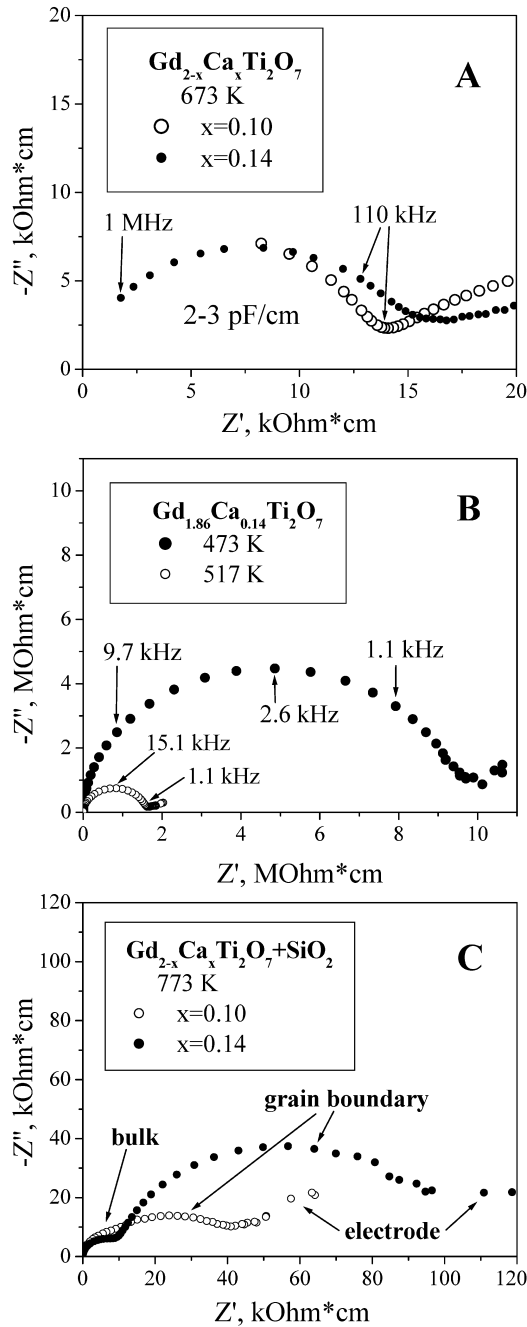 A
Gd2-xCaxTi2O7
673 K
x=0.10
x=0.14
1 MHz
110 kHz
2-3 pF/cm
-Z", kOhm*cm
20
15
10
5
0
0 5 10 15 20
Z', kOhm*cm
B
Gd1.86Ca0.14Ti2O7
473 K
517 K
9.7 kHz
1.1 kHz
2.6 kHz
15.1 kHz
1.1 kHz
-Z", MOhm*cm
10
8
6
4
2
0
0 2 4 6 8 10
Z', MOhm*cm
C
Gd2-xCaxTi2O7+SiO2
773 K
x=0.10
x=0.14
grain boundary
bulk
electrode
-Z", kOhm*cm
120
100
80
60
40
20
0
0 20 40 60 80 100 120
Z', kOhm*cm